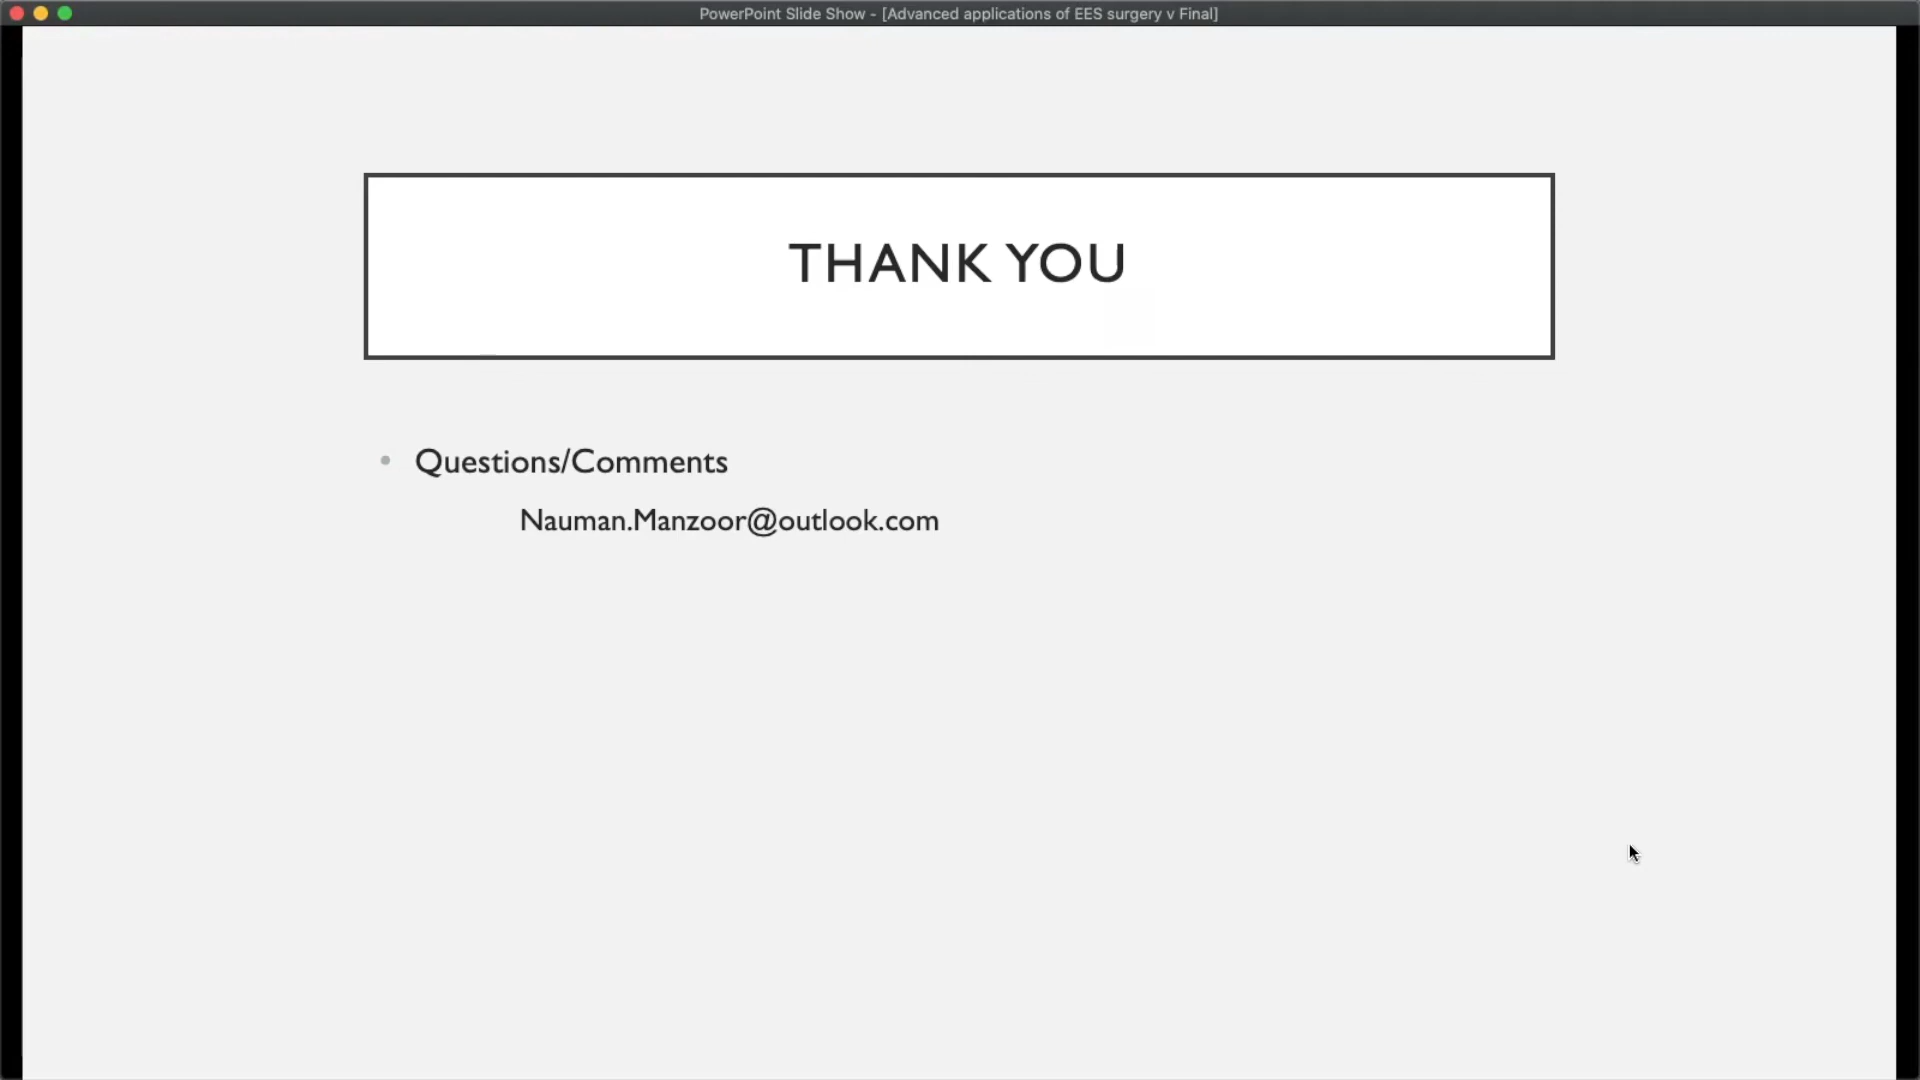 PowerPoint Slide Show - [Advanced applications of EES surgery v Final]
THANK YOU
• Questions/Comments
Nauman.Manzoor@outlook.com